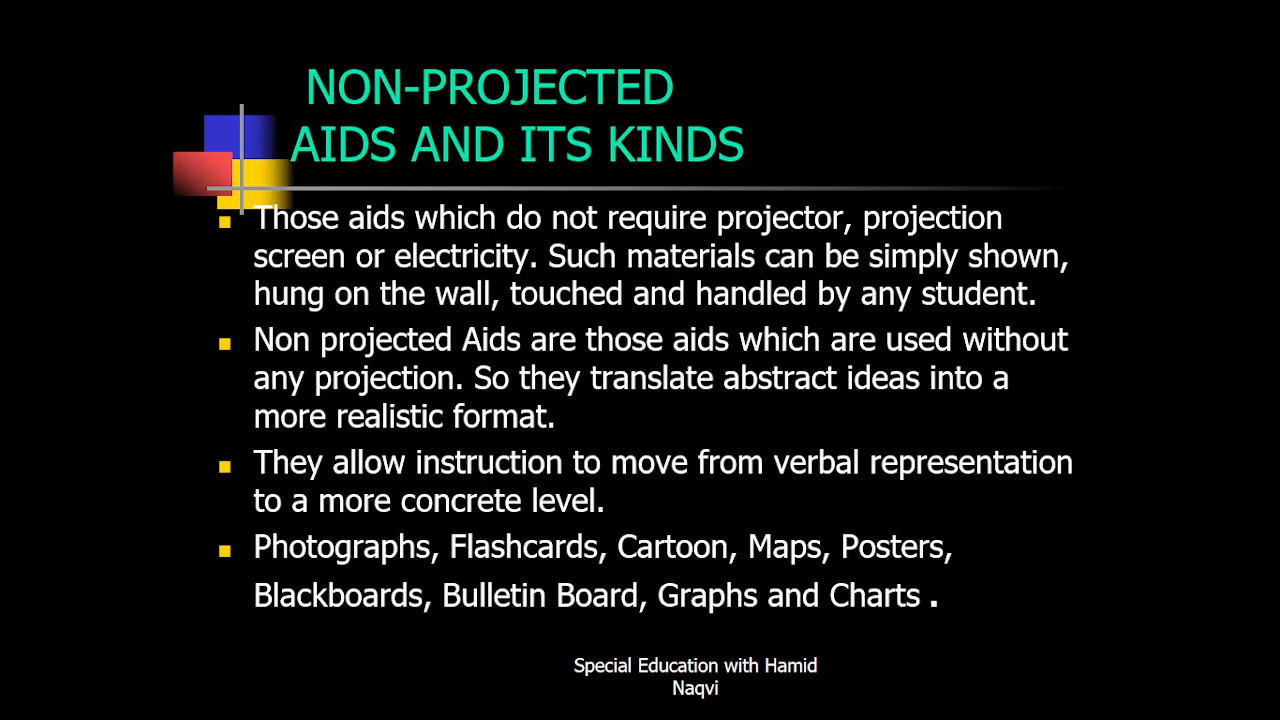 NON-PROJECTED
AIDS AND ITS KINDS
Those aids which do not require projector, projection
screen or electricity. Such materials can be simply shown,
hung on the wall, touched and handled by any student.
Non projected Aids are those aids which are used without
any projection. So they translate abstract ideas into a
more realistic format.
They allow instruction to move from verbal representation
to a more concrete level.
Photographs, Flashcards, Cartoon, Maps, Posters,
Blackboards, Bulletin Board, Graphs and Charts .
Special Education with Hamid
Naqvi